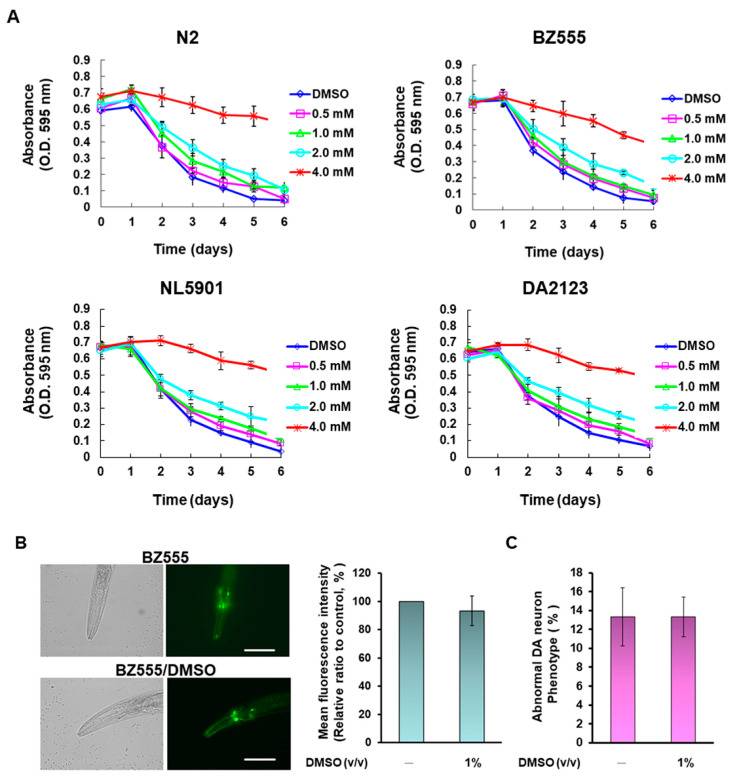 A
N2
Absorbance
(O.D. 595 nm)
0.7
0.6
0.5
0.4
0.3
0.2
0.1
0
0 1 2 3 4 5 6
Time (days)
DMSO
0.5 mM
1.0 mM
2.0 mM
4.0 mM
BZ555
Absorbance
(O.D. 595 nm)
0.9
0.8
0.7
0.6
0.5
0.4
0.3
0.2
0.1
0
0 1 2 3 4 5 6
Time (days)
DMSO
0.5 mM
1.0 mM
2.0 mM
4.0 mM
NL5901
Absorbance
(O.D. 595 nm)
0.9
0.8
0.7
0.6
0.5
0.4
0.3
0.2
0.1
0
0 1 2 3 4 5 6
Time (days)
DMSO
0.5 mM
1.0 mM
2.0 mM
4.0 mM
DA2123
Absorbance
(O.D. 595 nm)
0.9
0.8
0.7
0.6
0.5
0.4
0.3
0.2
0.1
0
0 1 2 3 4 5 6
Time (days)
DMSO
0.5 mM
1.0 mM
2.0 mM
4.0 mM
B
BZ555
BZ555/DMSO
Mean fluorescence intensity
(Relative ratio to control, %)
120
100
80
60
40
20
0
DMSO (v/v) — 1%
C
Abnormal DA neuron
Phenotype ( % )
18
16
14
12
10
8
6
4
2
0
DMSO (v/v) — 1%